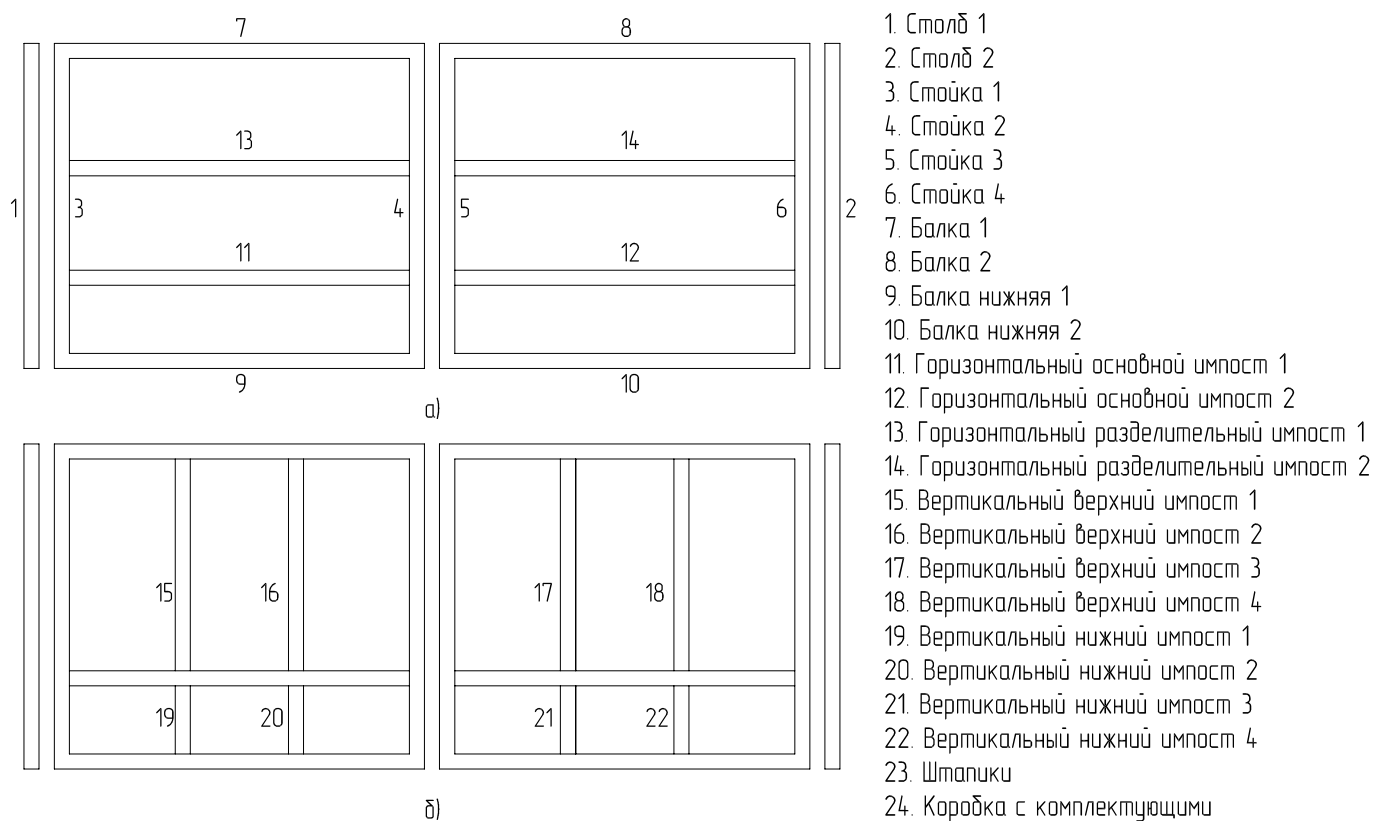 7
8
13
14
1
3
4
5
6
2
11
12
9
10
а)
15
16
17
18
19
20
21
22
б)
1. Столб 1
2. Столб 2
3. Стойка 1
4. Стойка 2
5. Стойка 3
6. Стойка 4
7. Балка 1
8. Балка 2
9. Балка нижняя 1
10. Балка нижняя 2
11. Горизонтальный основной импост 1
12. Горизонтальный основной импост 2
13. Горизонтальный разделительный импост 1
14. Горизонтальный разделительный импост 2
15. Вертикальный верхний импост 1
16. Вертикальный верхний импост 2
17. Вертикальный верхний импост 3
18. Вертикальный верхний импост 4
19. Вертикальный нижний импост 1
20. Вертикальный нижний импост 2
21. Вертикальный нижний импост 3
22. Вертикальный нижний импост 4
23. Штапики
24. Коробка с комплектующими